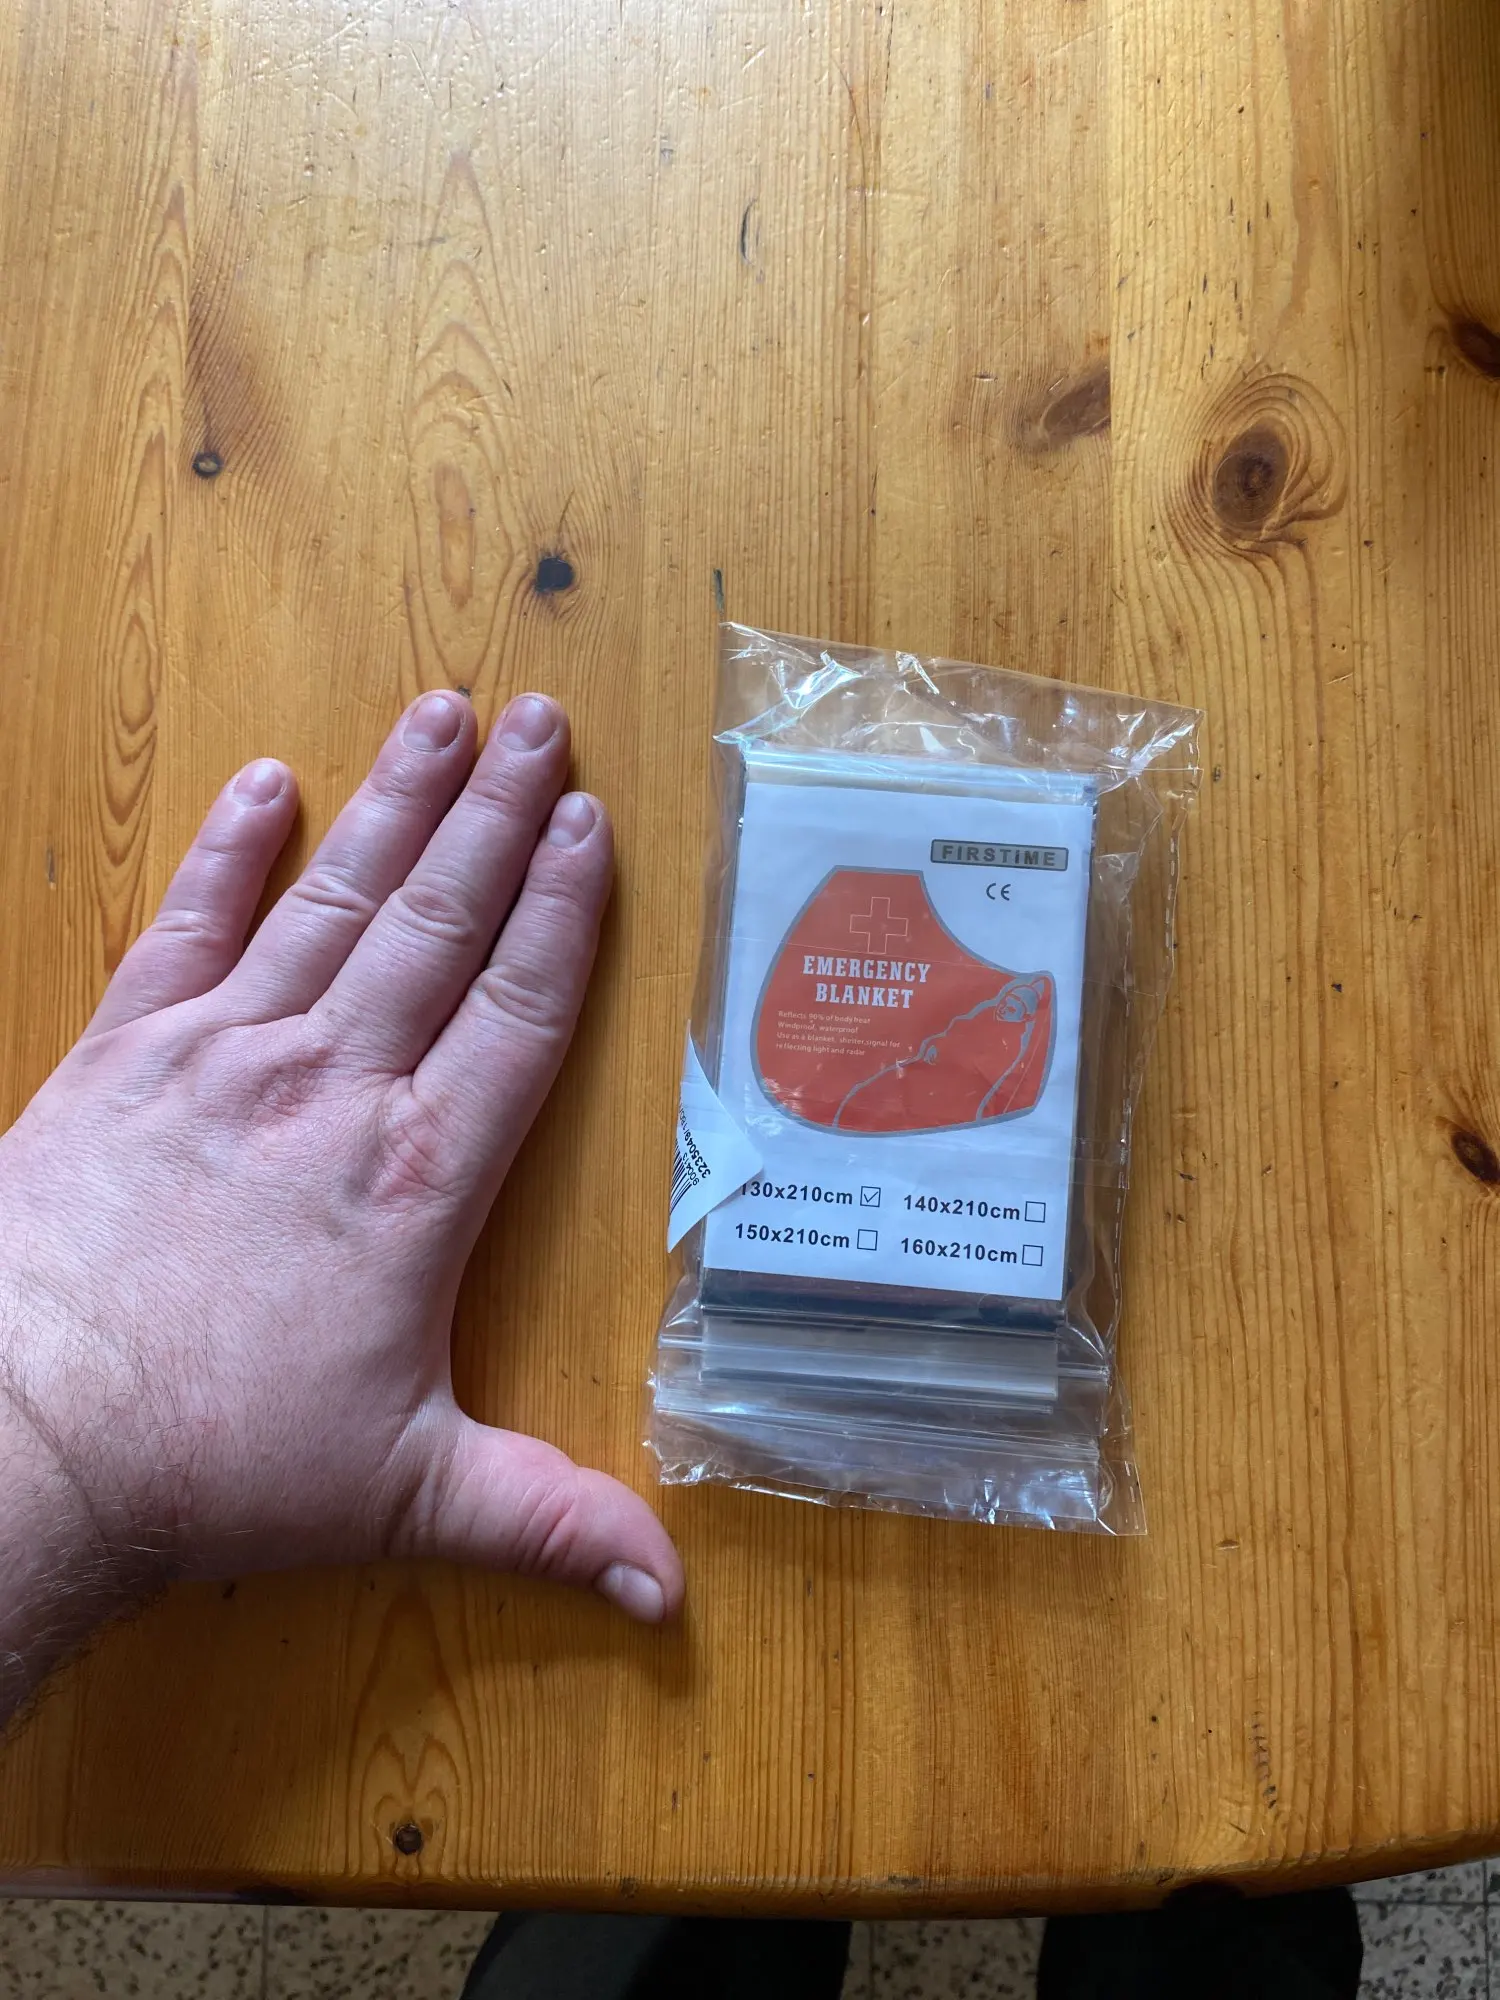 FIRSTIME
CE
EMERGENCY
BLANKET
Reflects 90% of body heat
Windproof, waterproof
Use as a blanket, shelter, signal for
reflecting light and radar
130x210cm 140x210cm
150x210cm 160x210cm